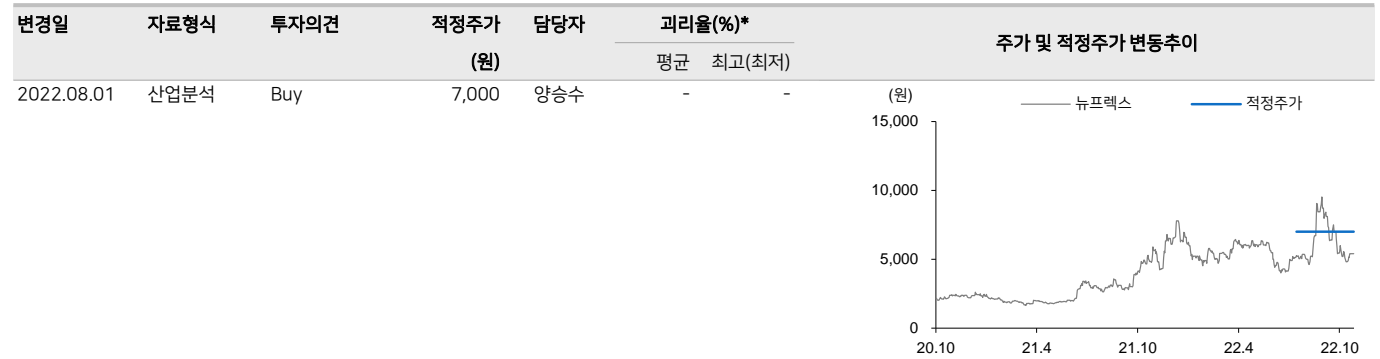 변경일 자료형식 투자의견 적정주가 담당자 괴리율(%)* 주가 및 적정주가 변동추이
(원) 평균 최고(최저)
2022.08.01 산업분석 Buy 7,000 양승수 - -
(원) 뉴프렉스 적정주가
15,000
10,000
5,000
0
20.10 21.4 21.10 22.4 22.10